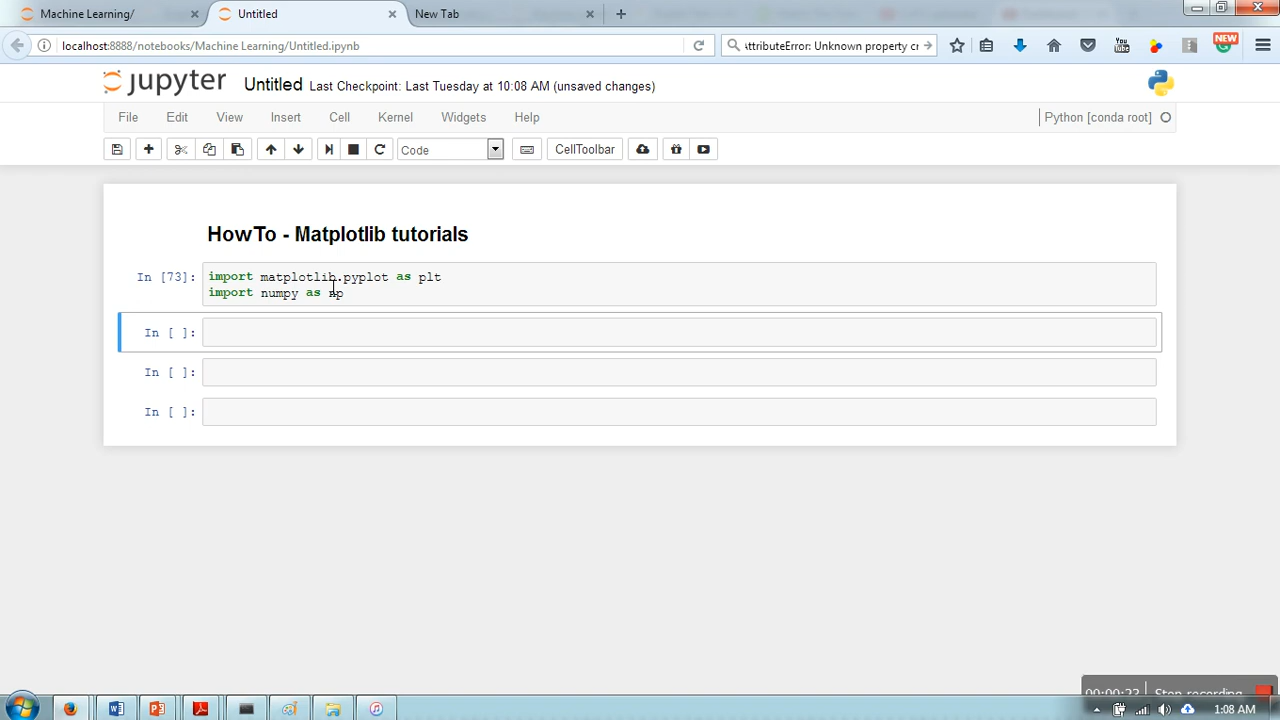 Machine Learning/
Untitled
New Tab
localhost:8888/notebooks/Machine Learning/Untitled.ipynb
ttributeError: Unknown property cr
You
Tube
NEW
jupyter Untitled Last Checkpoint: Last Tuesday at 10:08 AM (unsaved changes)
File Edit View Insert Cell Kernel Widgets Help
Python [conda root]
Code
CellToolbar
HowTo - Matplotlib tutorials
In [73]: import matplotlib.pyplot as plt
import numpy as np
In [ ]:
In [ ]:
In [ ]:
00:00:22 Stop recording
1:08 AM